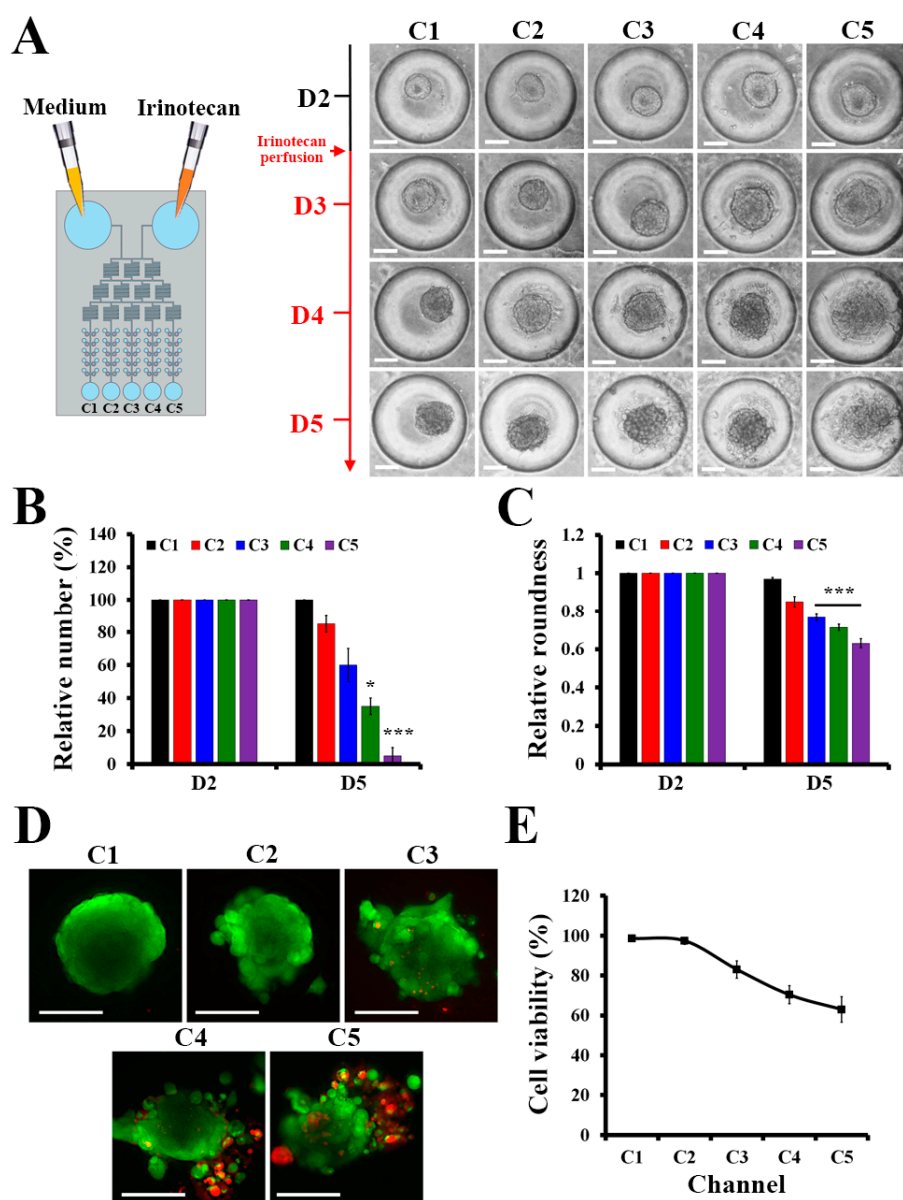 A
C1 C2 C3 C4 C5
Medium Irinotecan
D2
Irinotecan
perfusion
D3
D4
D5
C1 C2 C3 C4 C5
B
Relative number (%)
140
120
100
80
60
40
20
0
C1 C2 C3 C4 C5
*
***
D2 D5
C
Relative roundness
1.2
1
0.8
0.6
0.4
0.2
0
C1 C2 C3 C4 C5
***
D2 D5
D
C1 C2 C3
C4 C5
E
Cell viability (%)
120
100
80
60
40
20
0
C1 C2 C3 C4 C5
Channel